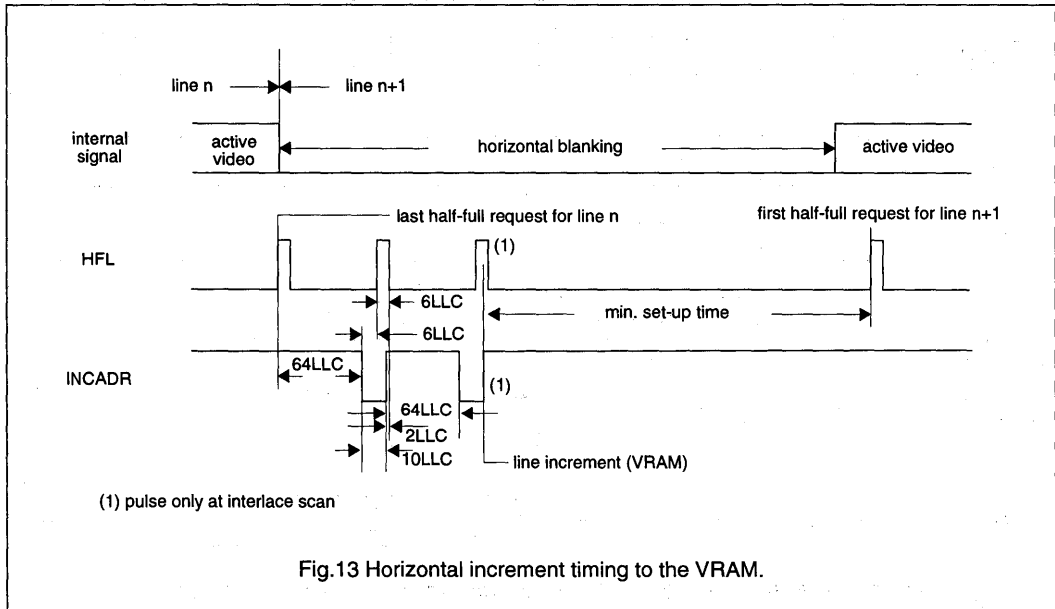 line n
line n+1
internal
signal
active
video
horizontal blanking
active video
last half-full request for line n
first half-full request for line n+1
HFL
(1)
6LLC
min. set-up time
6LLC
64LLC
INCADR
(1)
64LLC
2LLC
10LLC
line increment (VRAM)
(1) pulse only at interlace scan
Fig.13 Horizontal increment timing to the VRAM.